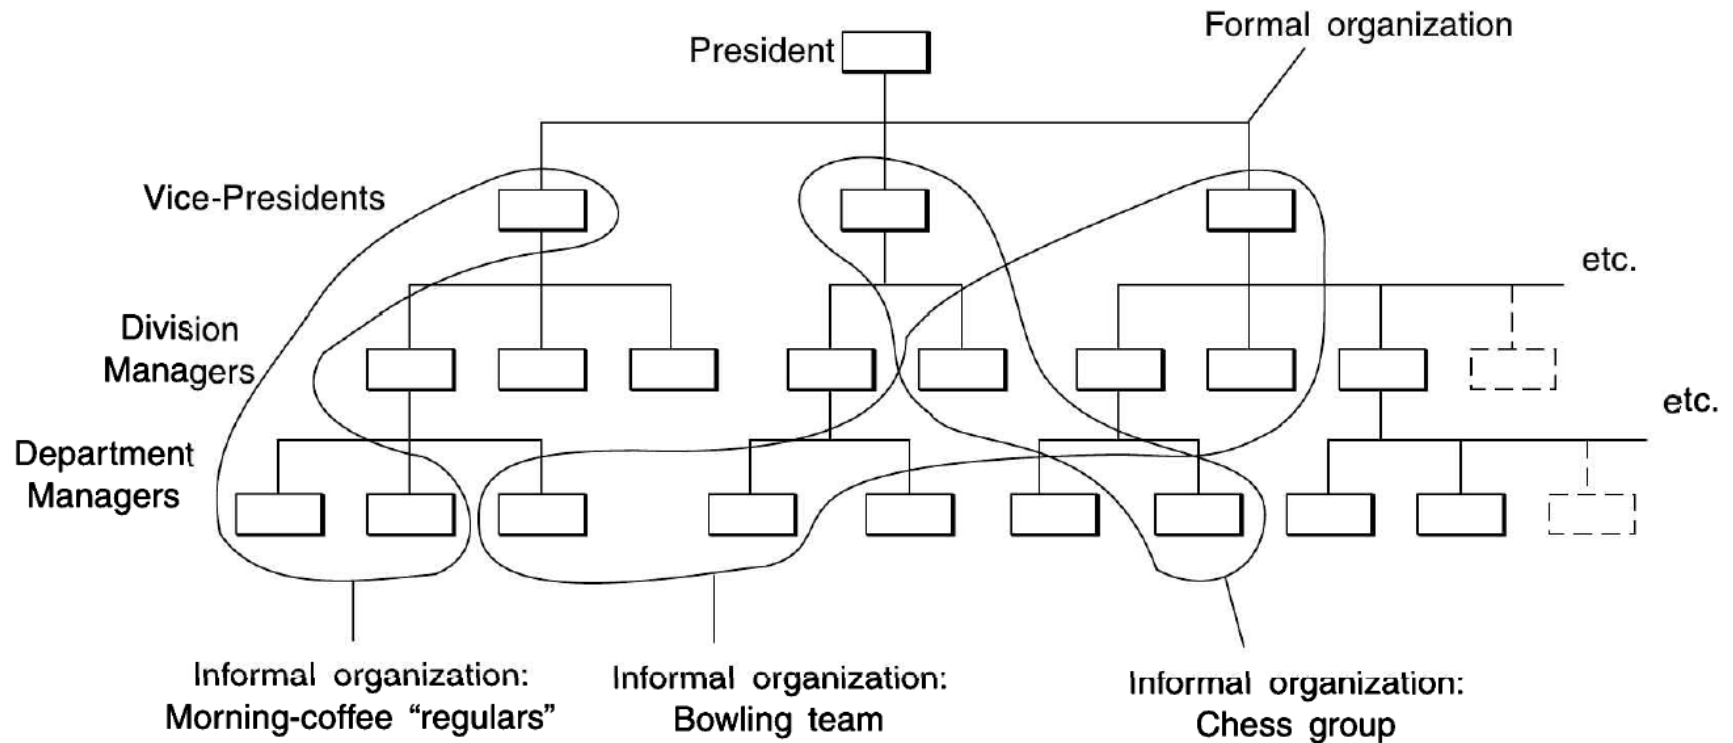 Formal organization
President
Vice-Presidents
etc.
Division
Managers
etc.
Department
Managers
Informal organization:
Morning-coffee “regulars”
Informal organization:
Bowling team
Informal organization:
Chess group